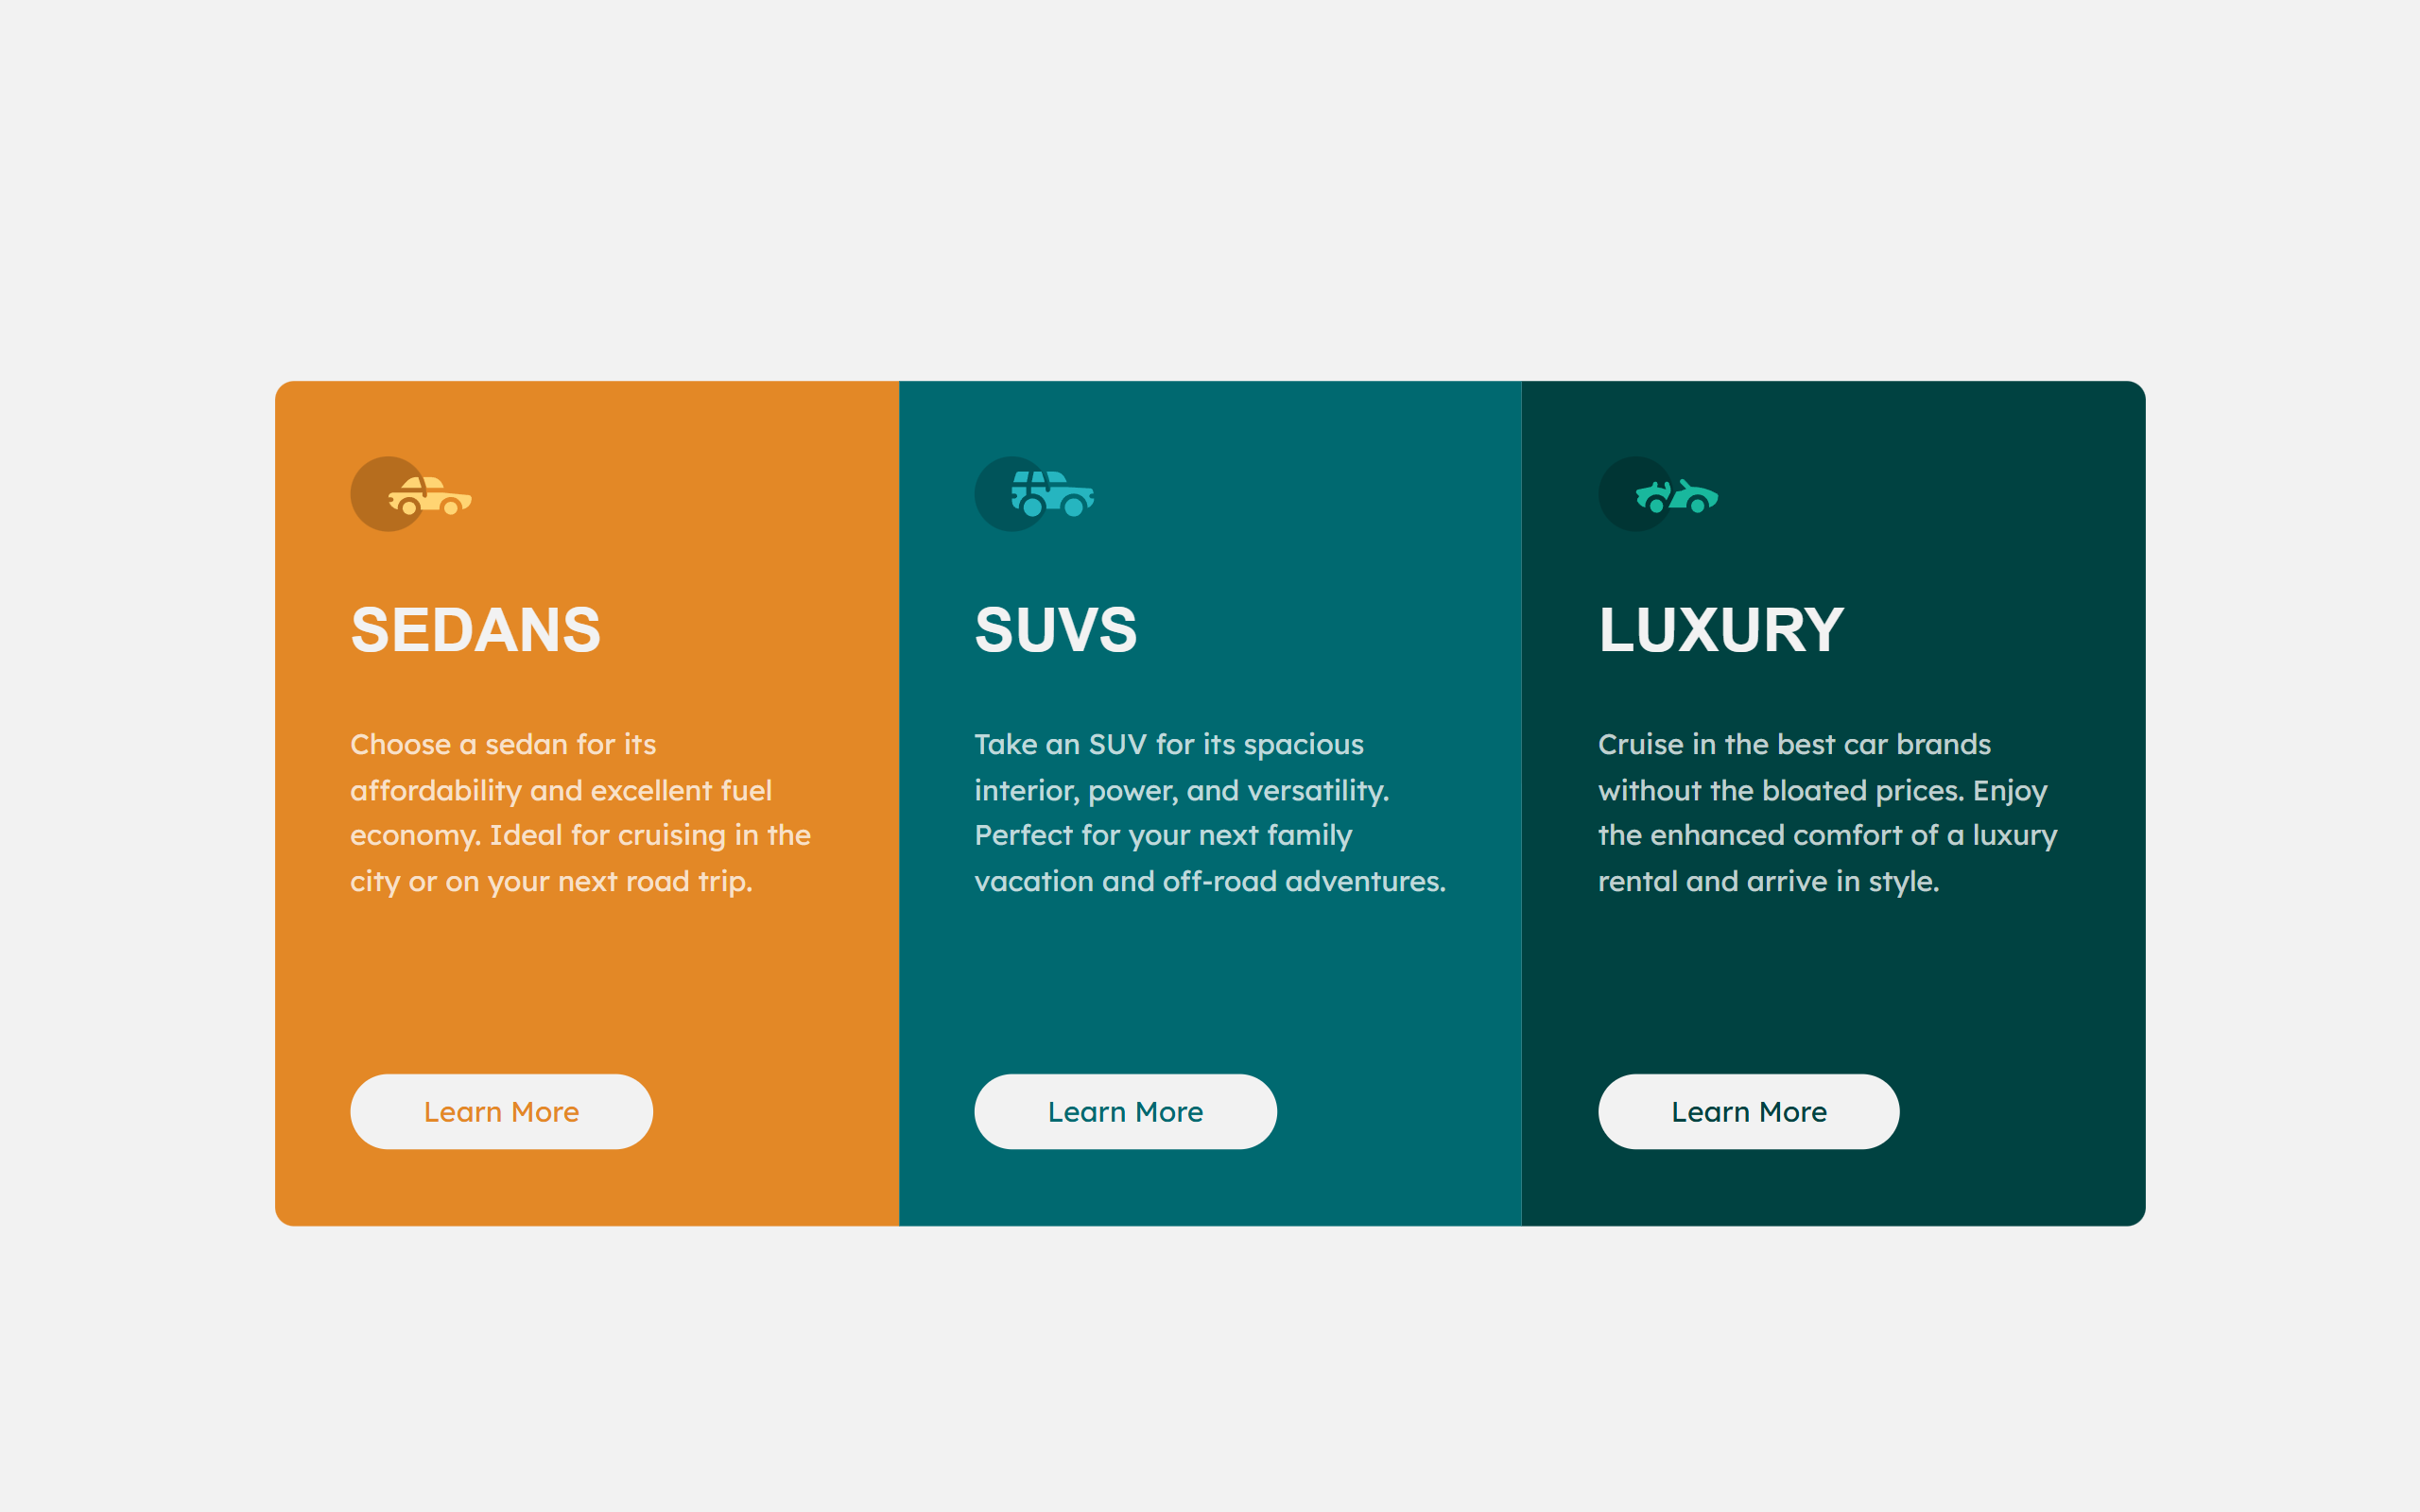 SEDANS
Choose a sedan for its
affordability and excellent fuel
economy. Ideal for cruising in the
city or on your next road trip.
Learn More
SUVS
Take an SUV for its spacious
interior, power, and versatility.
Perfect for your next family
vacation and off-road adventures.
Learn More
LUXURY
Cruise in the best car brands
without the bloated prices. Enjoy
the enhanced comfort of a luxury
rental and arrive in style.
Learn More